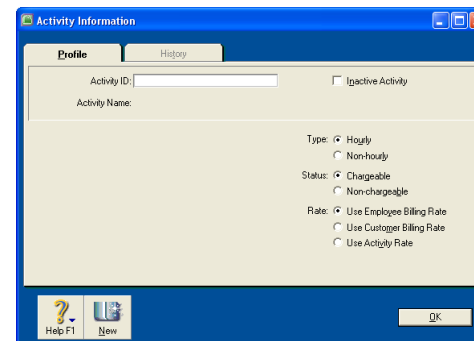 Activity Information
Profile
History
Activity ID:
Inactive Activity
Activity Name:
Type: Hourly
Non-hourly
Status: Chargeable
Non-chargeable
Rate: Use Employee Billing Rate
Use Customer Billing Rate
Use Activity Rate
Help F1
New
OK